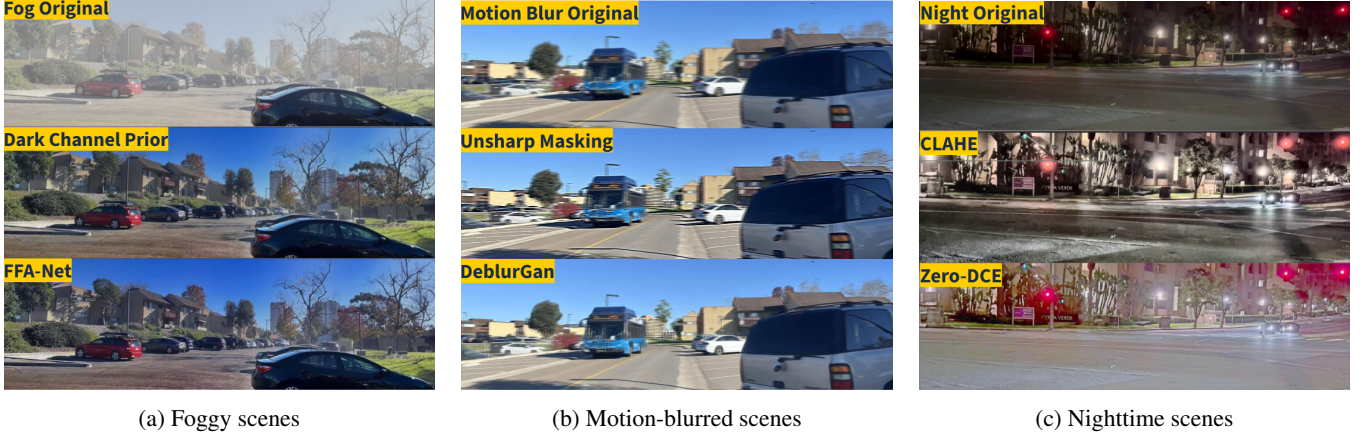 Fog Original
Dark Channel Prior
FFA-Net
(a) Foggy scenes
Motion Blur Original
Unsharp Masking
DeblurGan
(b) Motion-blurred scenes
Night Original
CLAHE
Zero-DCE
VERDE
(c) Nighttime scenes